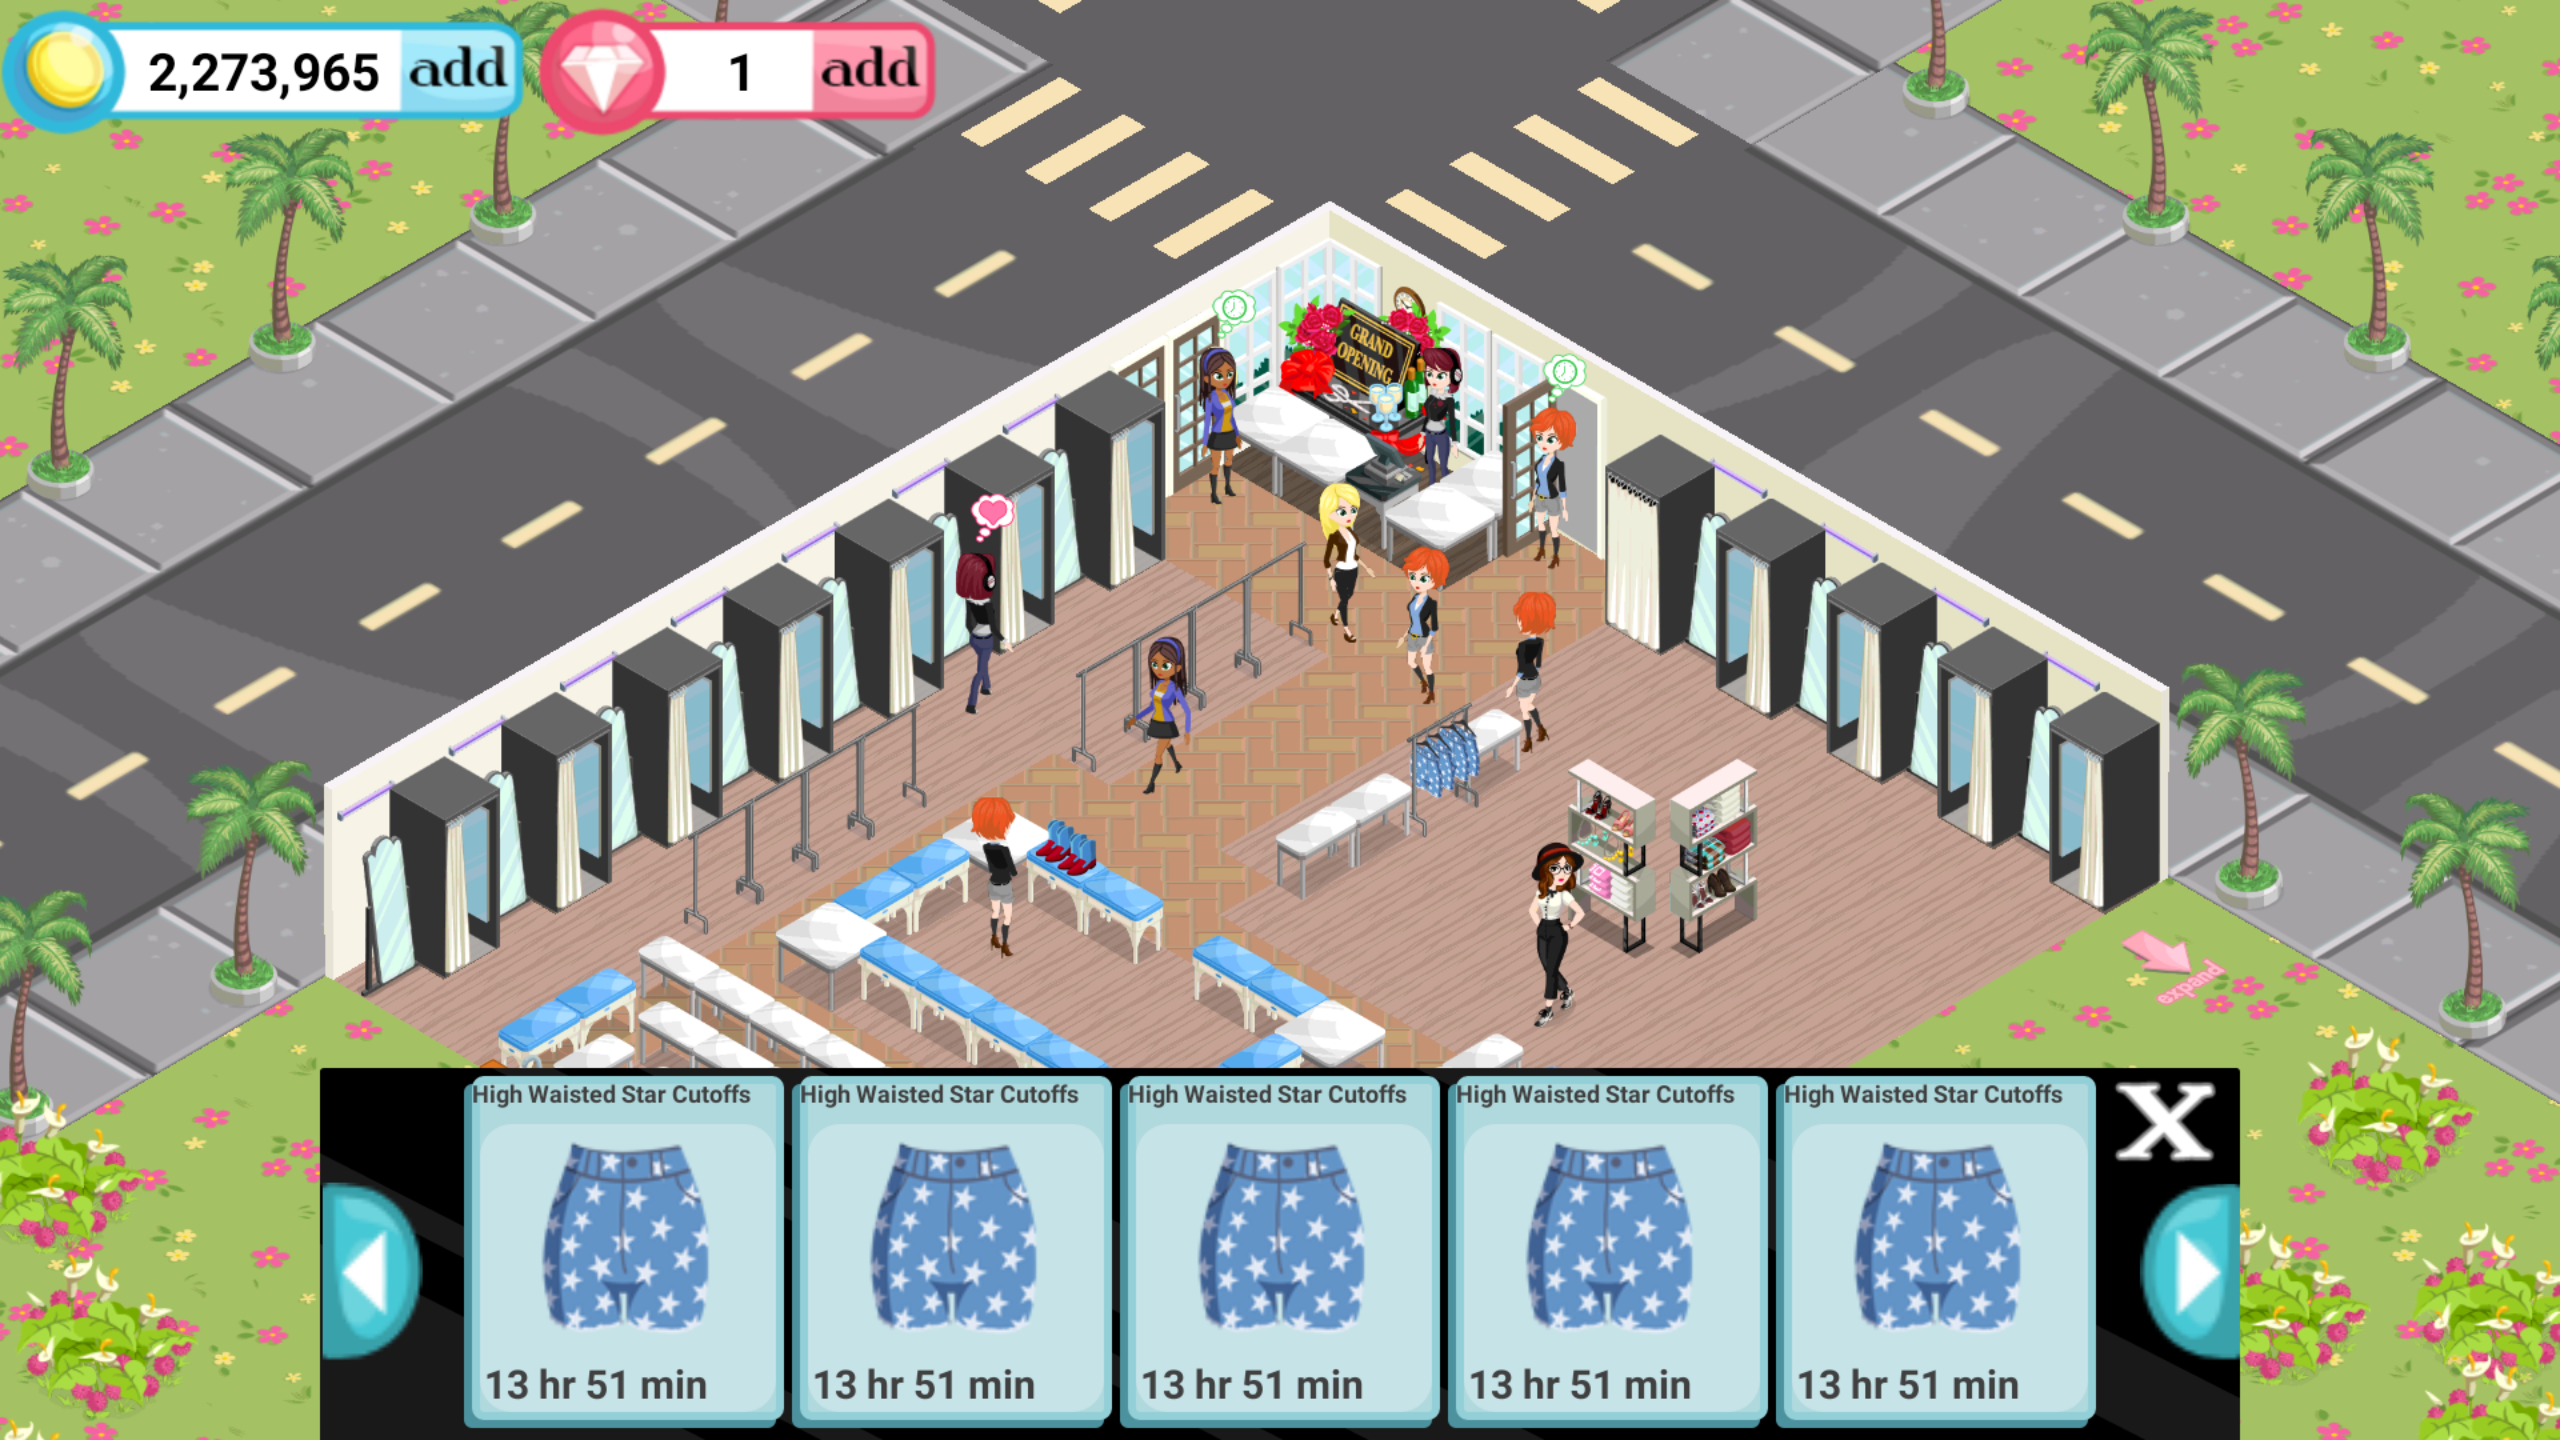 2,273,965 add
1 add
GRAND
OPENING
expand
High Waisted Star Cutoffs
13 hr 51 min
High Waisted Star Cutoffs
13 hr 51 min
High Waisted Star Cutoffs
13 hr 51 min
High Waisted Star Cutoffs
13 hr 51 min
High Waisted Star Cutoffs
13 hr 51 min
X